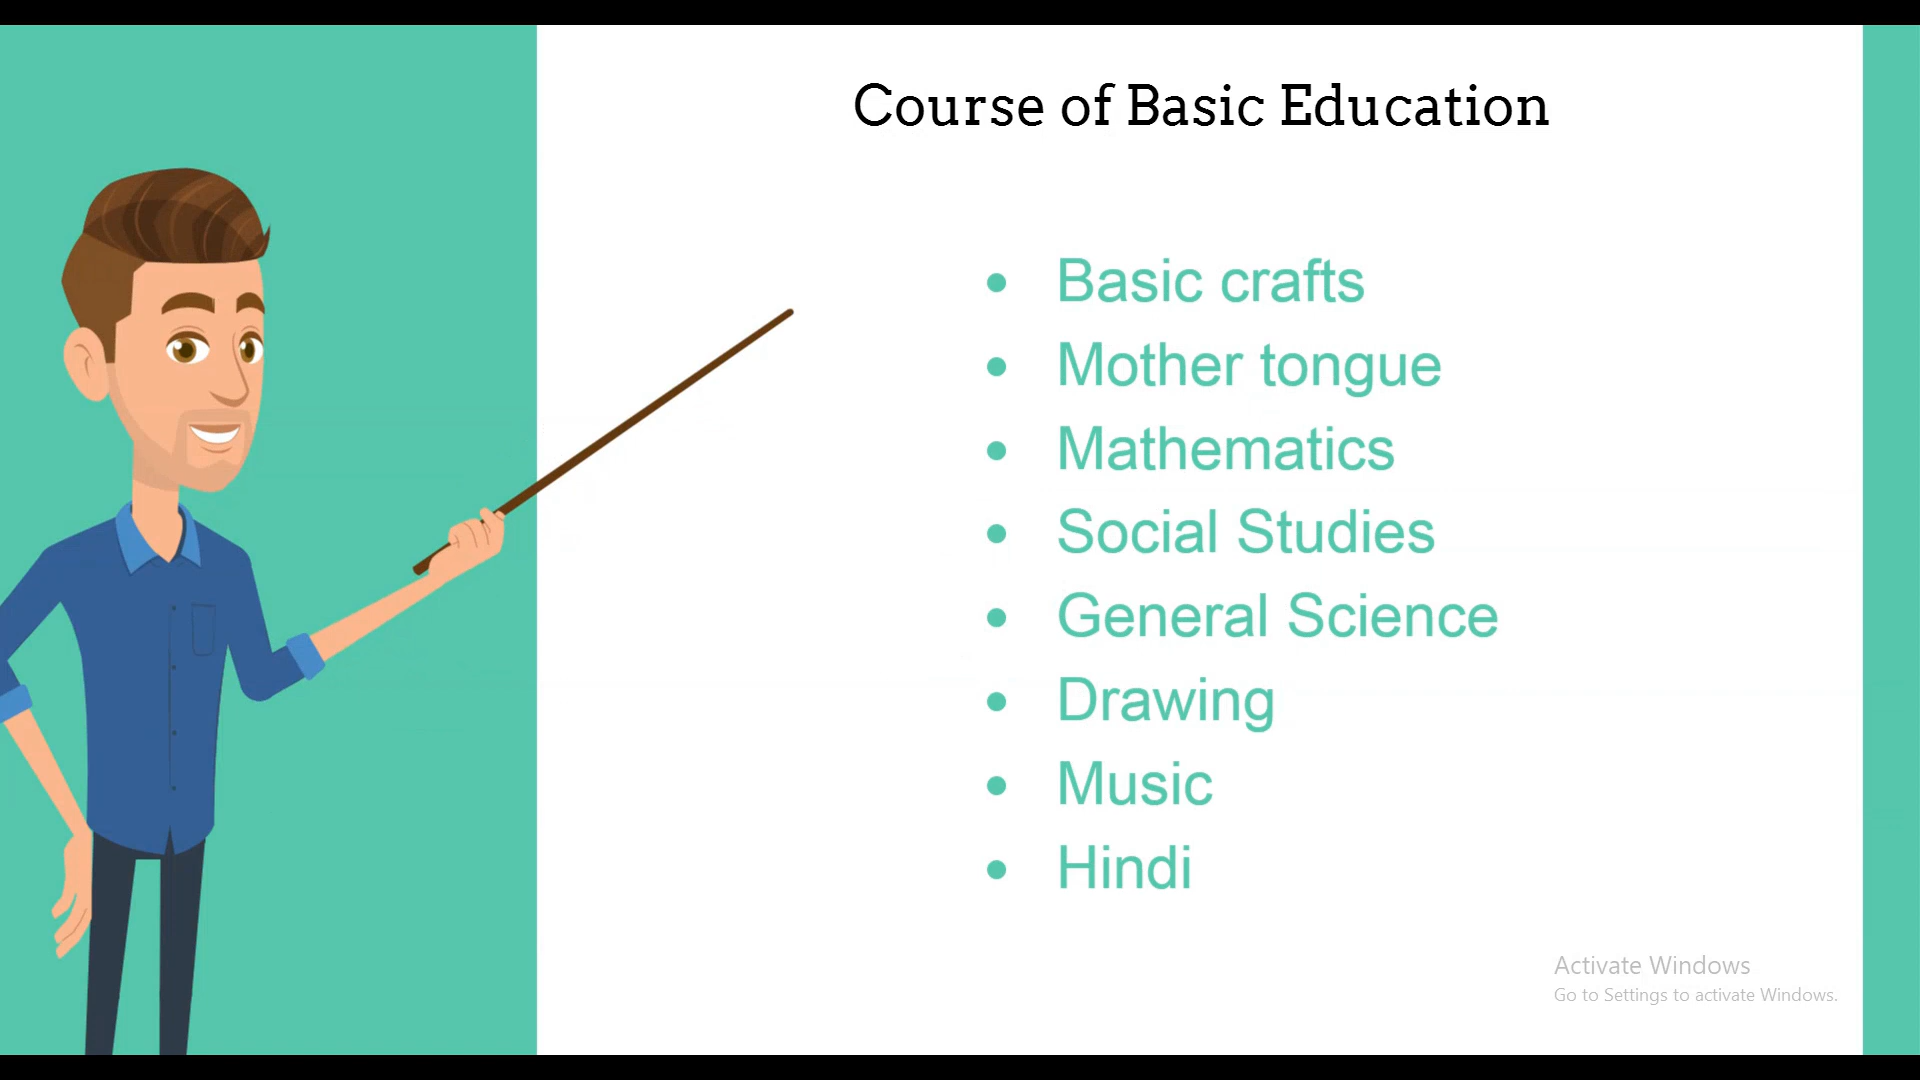 Course of Basic Education
• Basic crafts
• Mother tongue
• Mathematics
• Social Studies
• General Science
• Drawing
• Music
• Hindi
Activate Windows
Go to Settings to activate Windows.